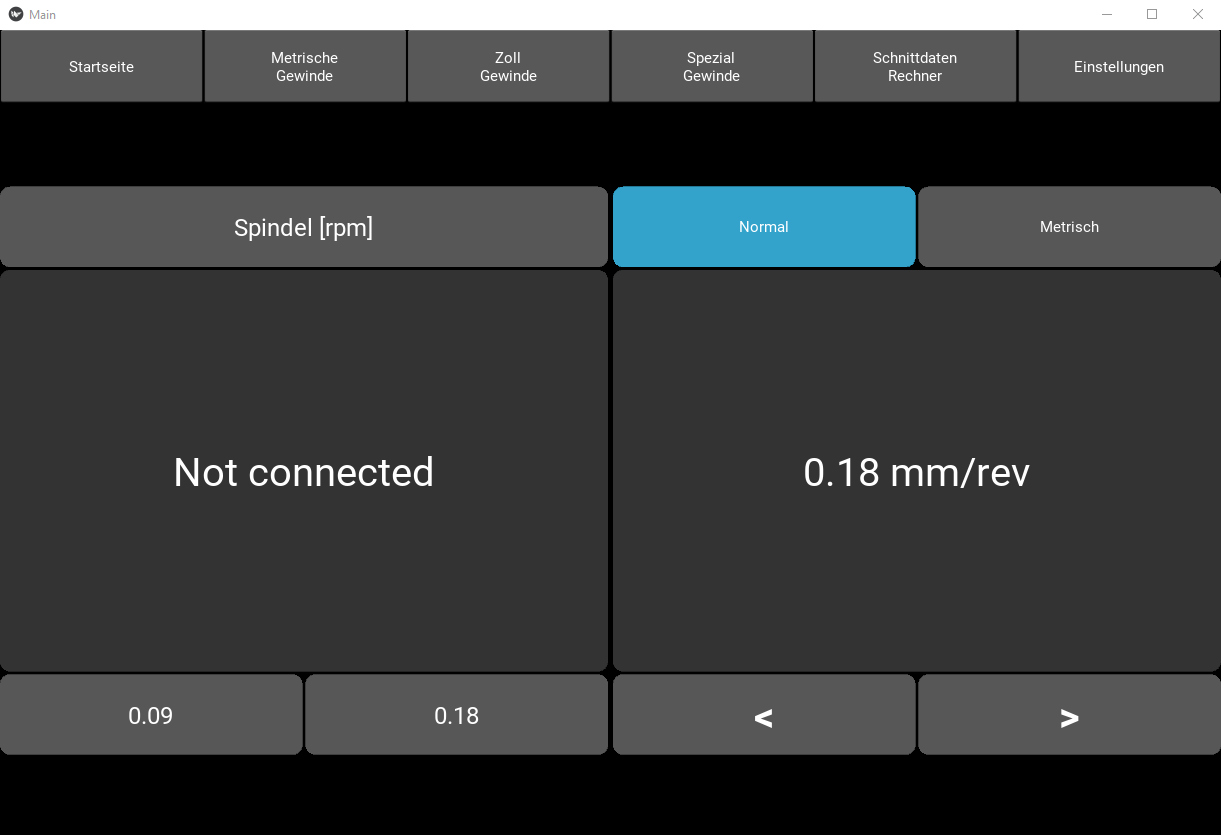 Main
Startseite
Metrische
Gewinde
Zoll
Gewinde
Spezial
Gewinde
Schnittdaten
Rechner
Einstellungen
Spindel [rpm]
Normal
Metrisch
Not connected
0.18 mm/rev
0.09
0.18
<
>